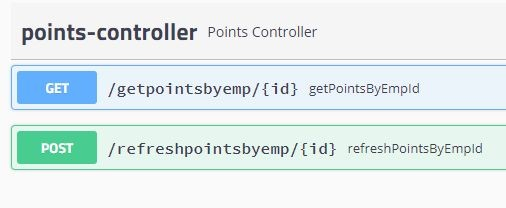 points-controller Points Controller
GET /getpointsbyemp/{id} getPointsByEmpId
POST /refreshpointsbyemp/{id} refreshPointsByEmpId